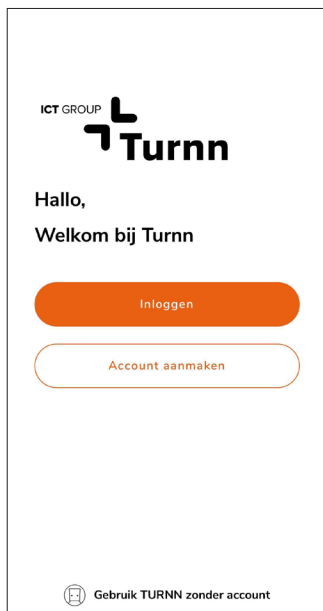 ICT GROUP
Turnn
Hallo,
Welkom bij Turnn
Inloggen
Account aanmaken
Gebruik TURNN zonder account